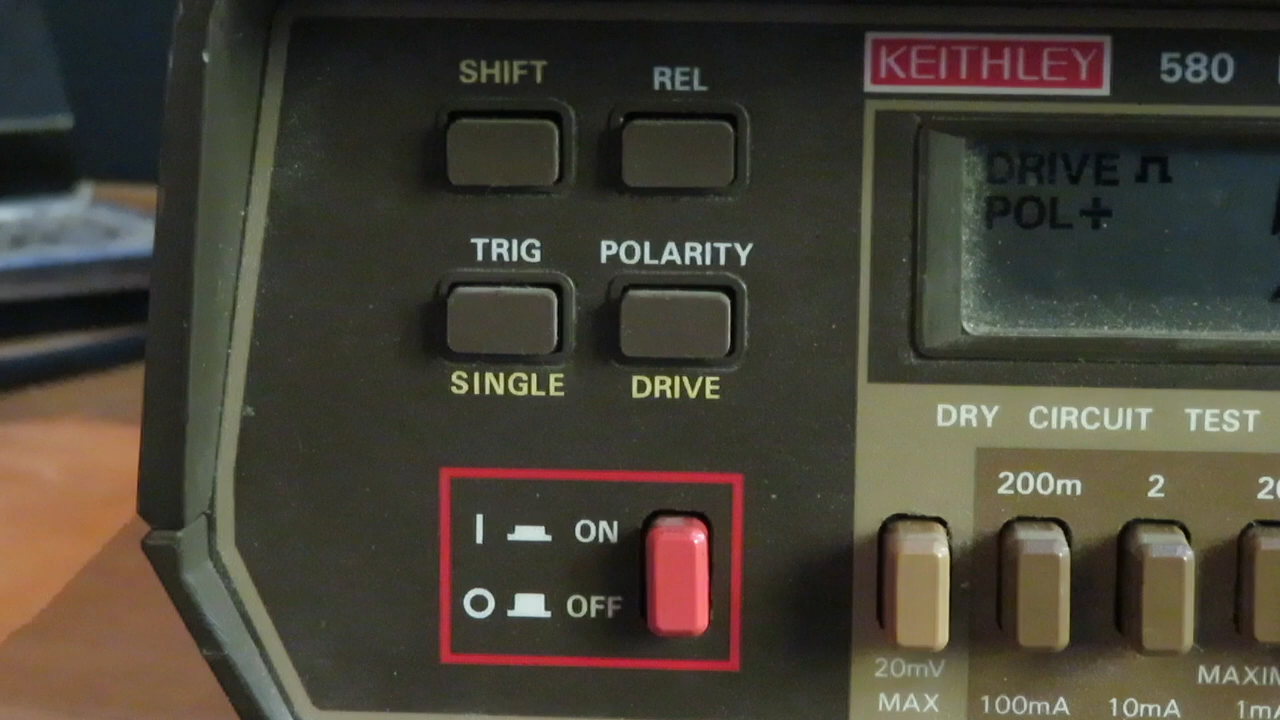 SHIFT REL
KEITHLEY 580
DRIVE
POL+
TRIG POLARITY
SINGLE DRIVE
DRY CIRCUIT TEST
200m 2
ON
OFF
20mV
MAX 100mA 10mA